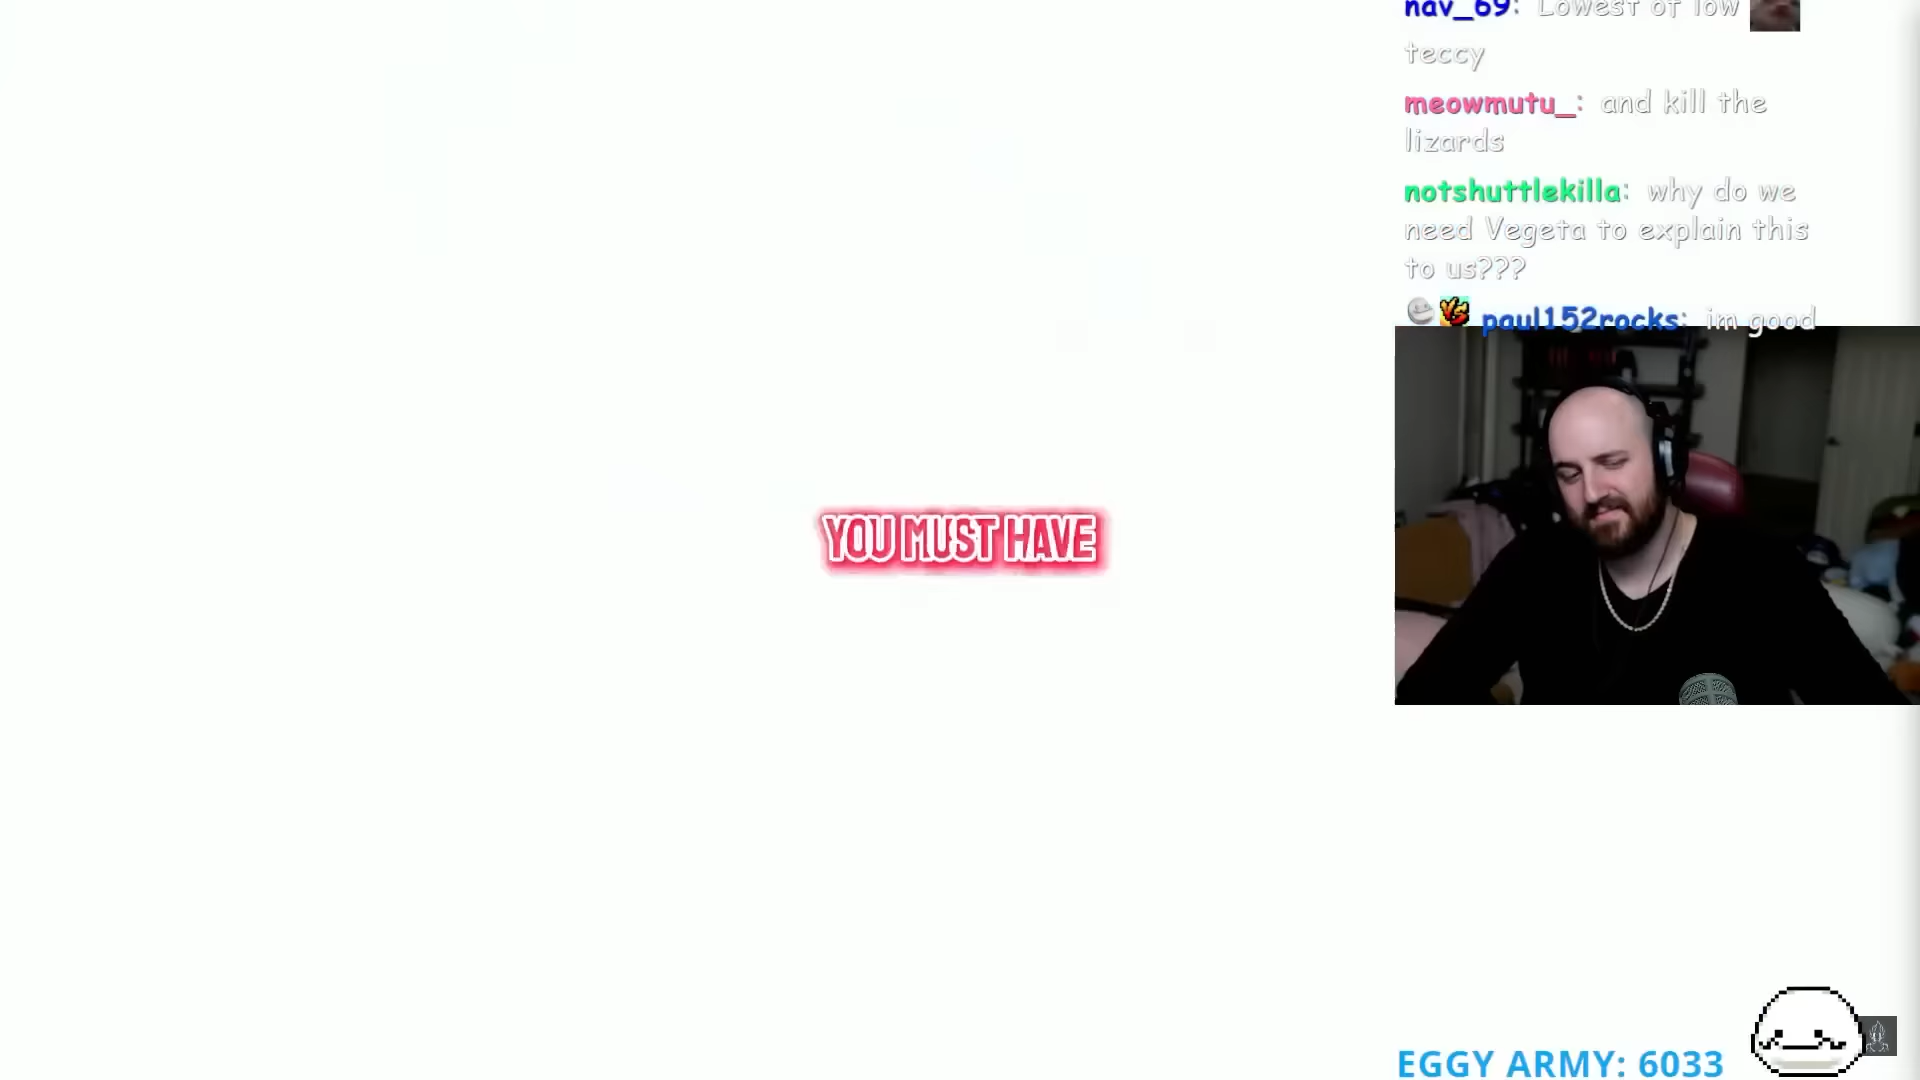 nav_69: Lowest of low
teccy
meowmutu_: and kill the
lizards
notshuttlekilla: why do we
need Vegeta to explain this
to us???
VS paul152rocks: im good
YOU MUST HAVE
EGGY ARMY: 6033